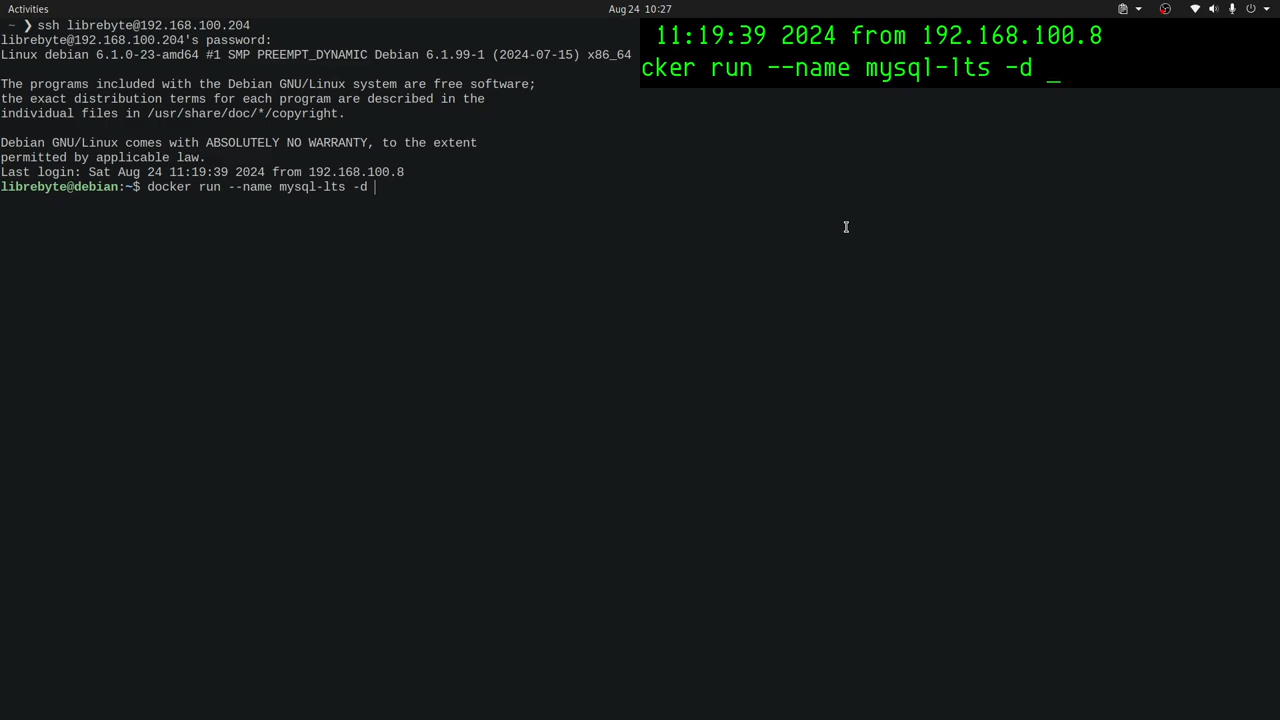 Activities
Aug 24 10:27
~ ❯ ssh librebyte@192.168.100.204
librebyte@192.168.100.204's password:
Linux debian 6.1.0-23-amd64 #1 SMP PREEMPT_DYNAMIC Debian 6.1.99-1 (2024-07-15) x86_64
The programs included with the Debian GNU/Linux system are free software;
the exact distribution terms for each program are described in the
individual files in /usr/share/doc/*/copyright.
Debian GNU/Linux comes with ABSOLUTELY NO WARRANTY, to the extent
permitted by applicable law.
Last login: Sat Aug 24 11:19:39 2024 from 192.168.100.8
librebyte@debian:~$ docker run --name mysql-lts -d
11:19:39 2024 from 192.168.100.8
cker run --name mysql-lts -d _